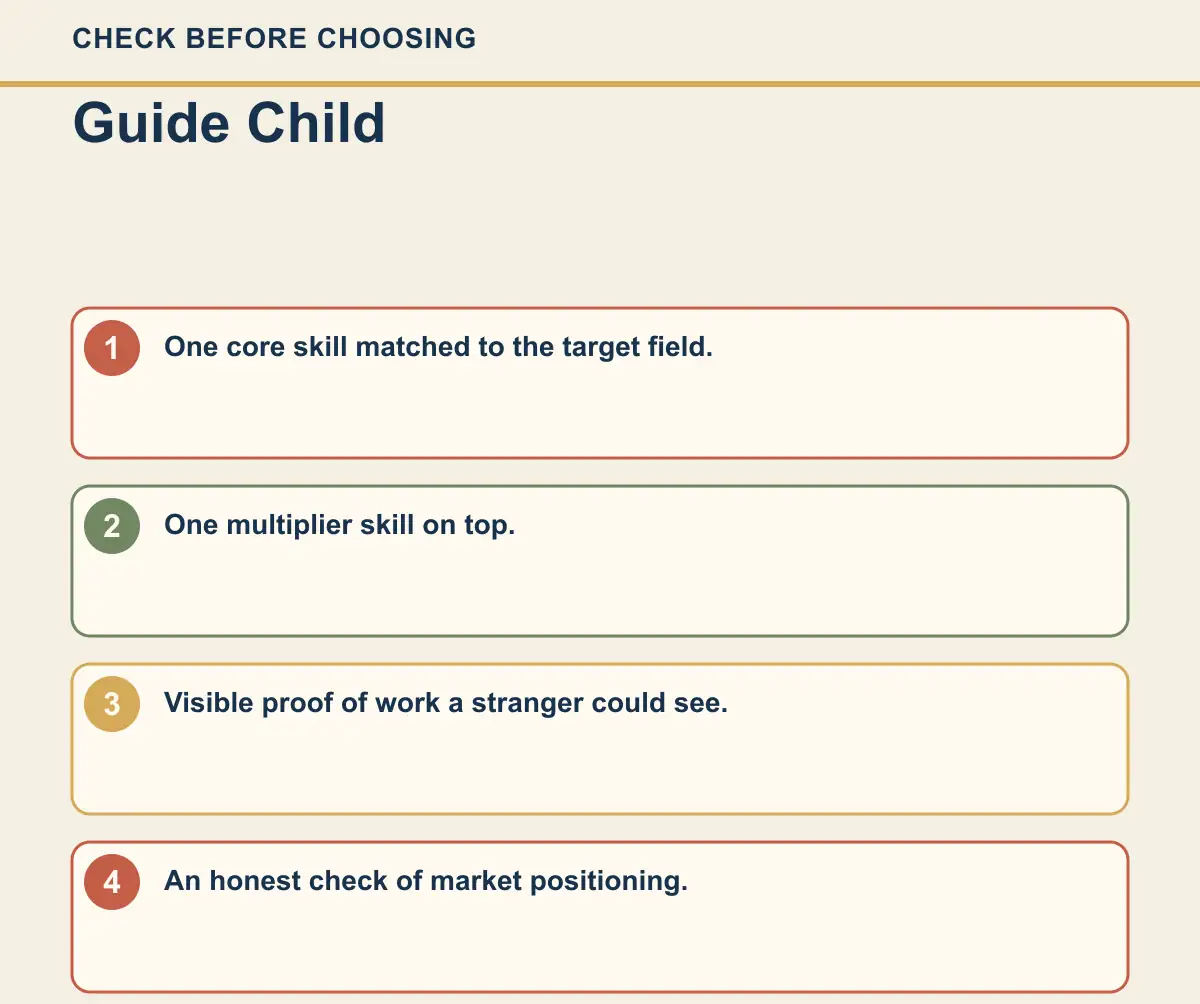 CHECK BEFORE CHOOSING
Guide Child
1 One core skill matched to the target field.
2 One multiplier skill on top.
3 Visible proof of work a stranger could see.
4 An honest check of market positioning.